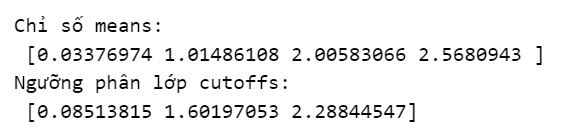 Chỉ số means:
[0.03376974 1.01486108 2.00583066 2.5680943 ]
Ngưỡng phân lớp cutoffs:
[0.08513815 1.60197053 2.28844547]